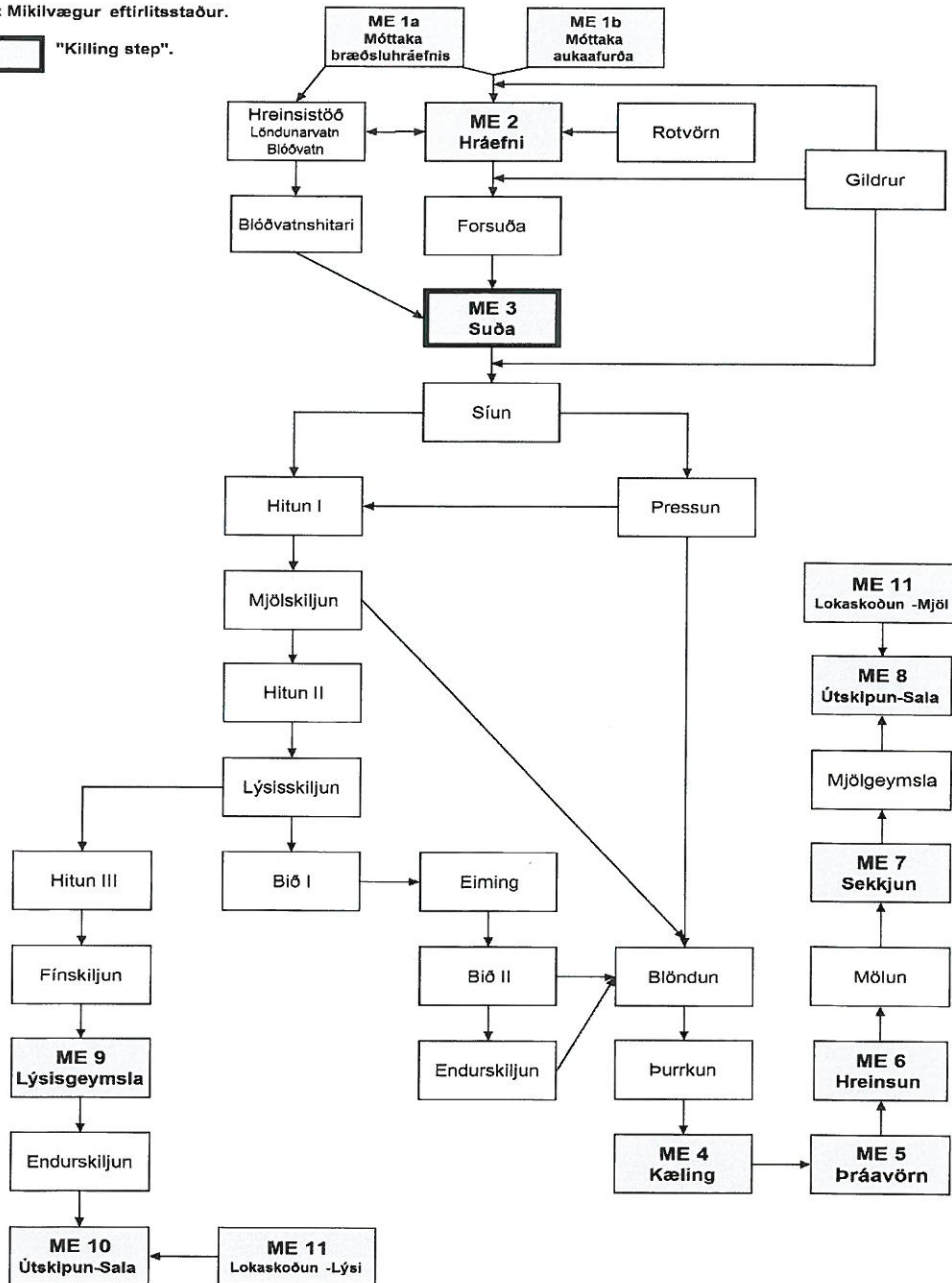 : Mikilvægur eftirlitsstaður.
"Killing step".
ME 1a
Móttaka
bræðsluhráefnis
ME 1b
Móttaka
aukaafurða
Hreinsistöð
Löndunarvatn
Blóðvatn
ME 2
Hráefni
Rotvörn
Gildrur
Blóðvatnshitari
Forsuða
ME 3
Suða
Síun
Hitun I
Pressun
Mjölskiljun
ME 11
Lokaskoðun -Mjöl
ME 8
Útskipun-Sala
Hitun II
Lýsisskiljun
Mjölgeymsla
Hitun III
Bið I
Eiming
ME 7
Sekkjun
Fínskiljun
Bið II
Blöndun
Mölun
ME 9
Lýsisgeymsla
Endurskiljun
Þurrkun
ME 6
Hreinsun
Endurskiljun
ME 4
Kæling
ME 5
Þráavörn
ME 10
Útskipun-Sala
ME 11
Lokaskoðun -Lýsi